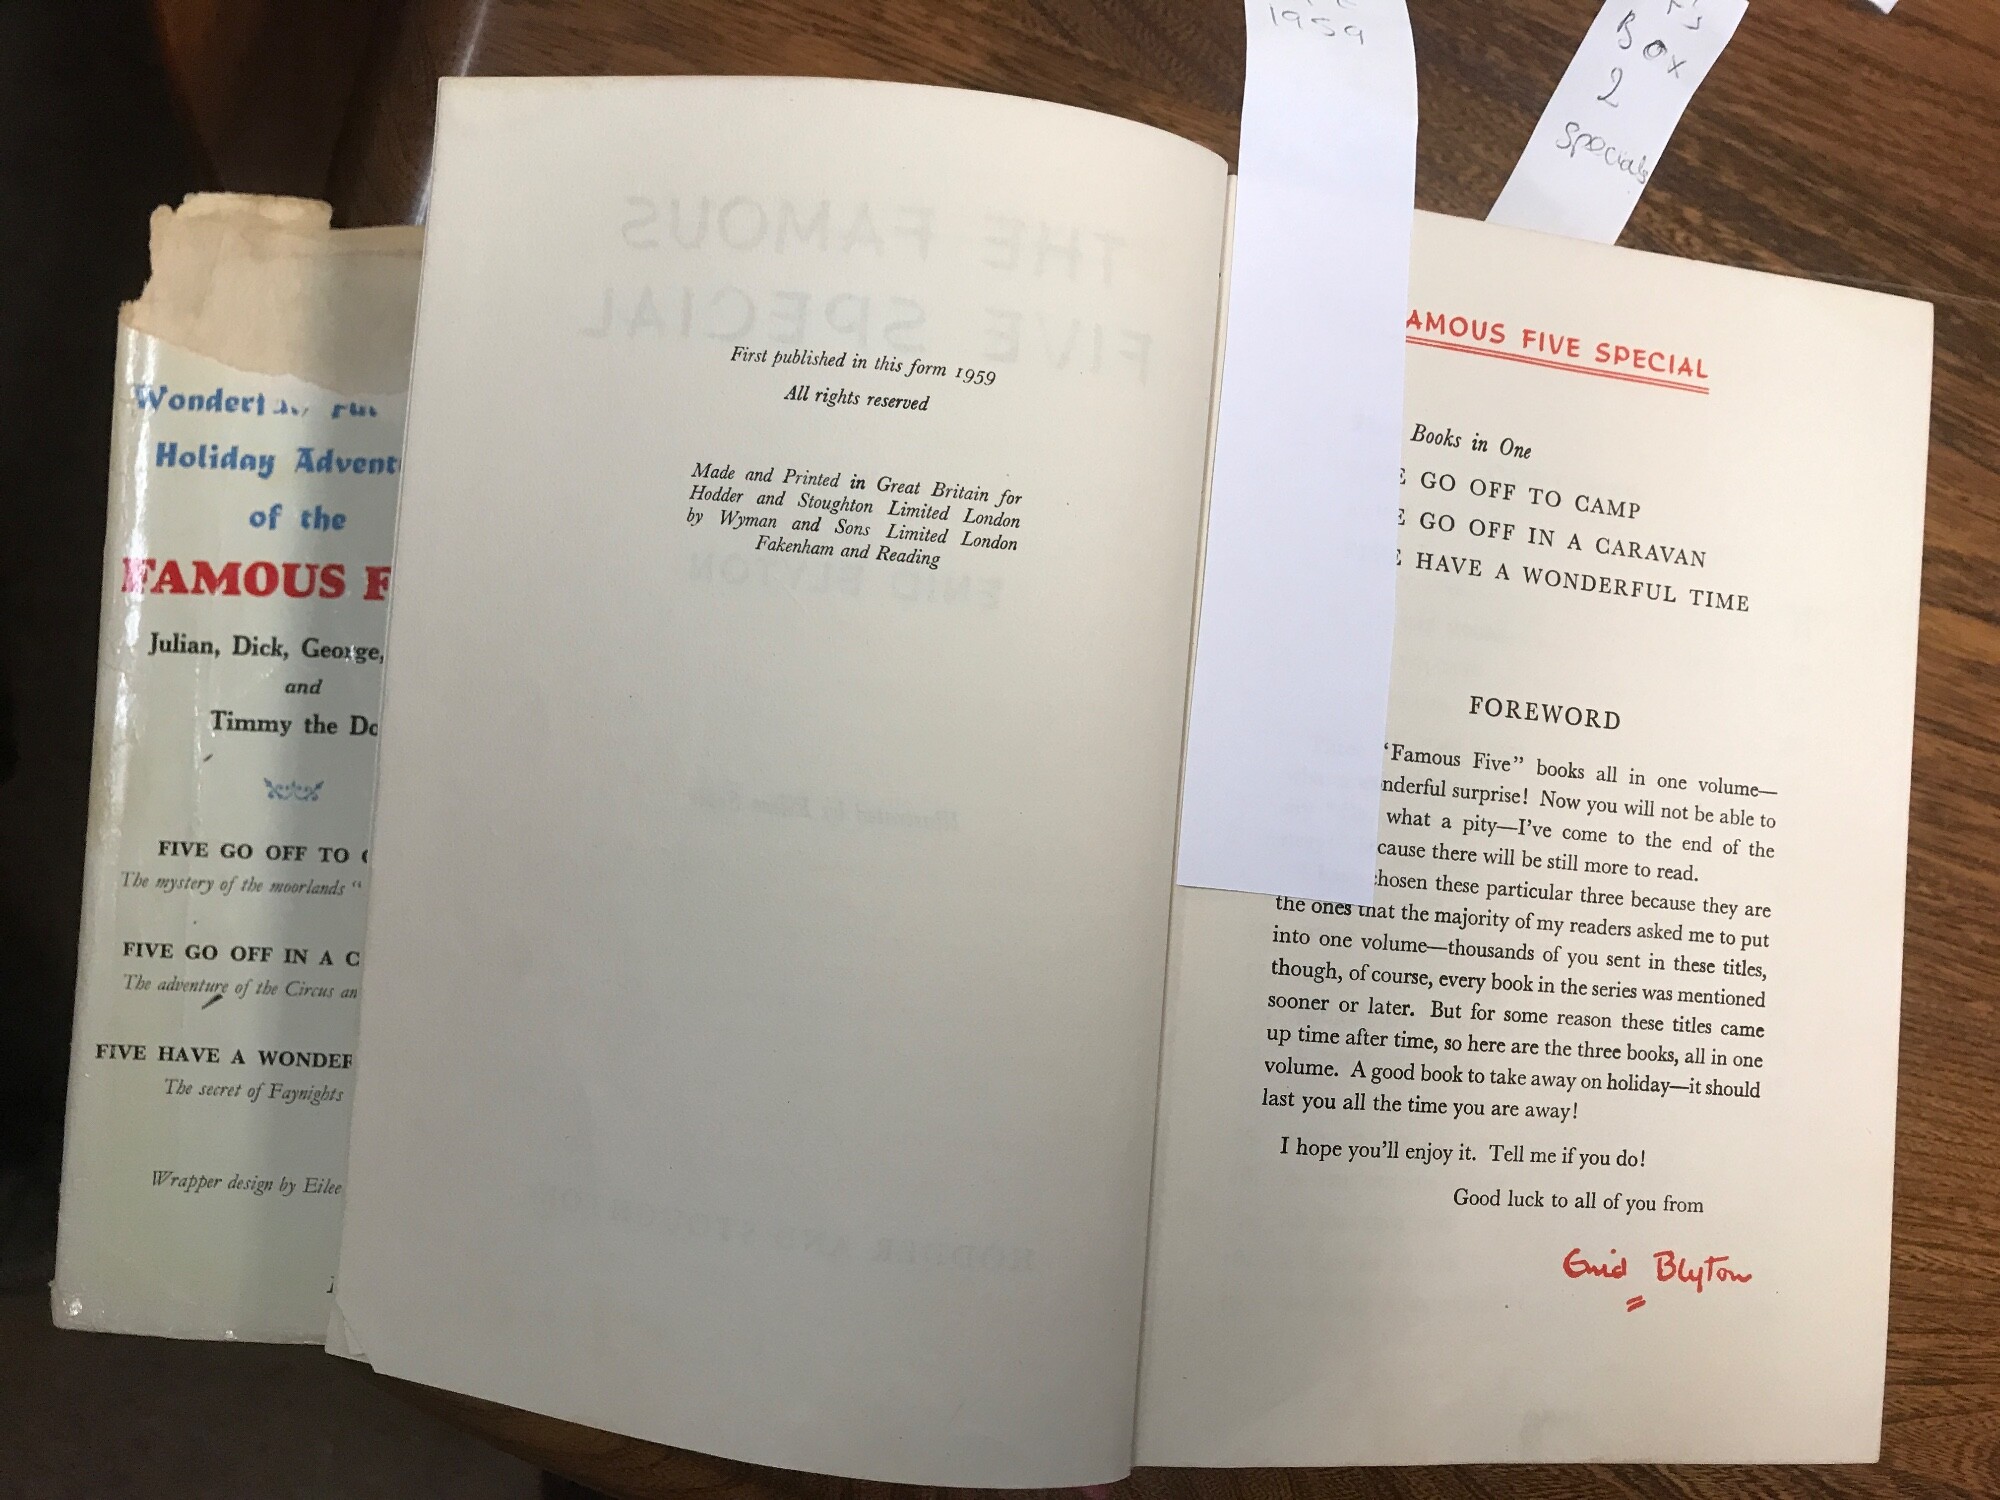 1959
Box
2
Specials
Holiday Advent
of the
FAMOUS F
Julian, Dick, George,
and
Timmy the Do
FIVE GO OFF TO C
The mystery of the moorlands "
FIVE GO OFF IN A C
The adventure of the Circus an
FIVE HAVE A WONDER
The secret of Faynights
Wrapper design by Eilee
THE FAMOUS
FIVE SPECIAL
First published in this form 1959
All rights reserved
Made and Printed in Great Britain for
Hodder and Stoughton Limited London
by Wyman and Sons Limited London
Fakenham and Reading
ENID BLYTON
HODDER AND STOUGHTON
AMOUS FIVE SPECIAL
Books in One
E GO OFF TO CAMP
E GO OFF IN A CARAVAN
E HAVE A WONDERFUL TIME
FOREWORD
“Famous Five” books all in one volume—
nderful surprise! Now you will not be able to
what a pity—I've come to the end of the
cause there will be still more to read.
chosen these particular three because they are
the ones that the majority of my readers asked me to put
into one volume—thousands of you sent in these titles,
though, of course, every book in the series was mentioned
sooner or later. But for some reason these titles came
up time after time, so here are the three books, all in one
volume. A good book to take away on holiday—it should
last you all the time you are away!
I hope you'll enjoy it. Tell me if you do!
Good luck to all of you from
Enid Blyton